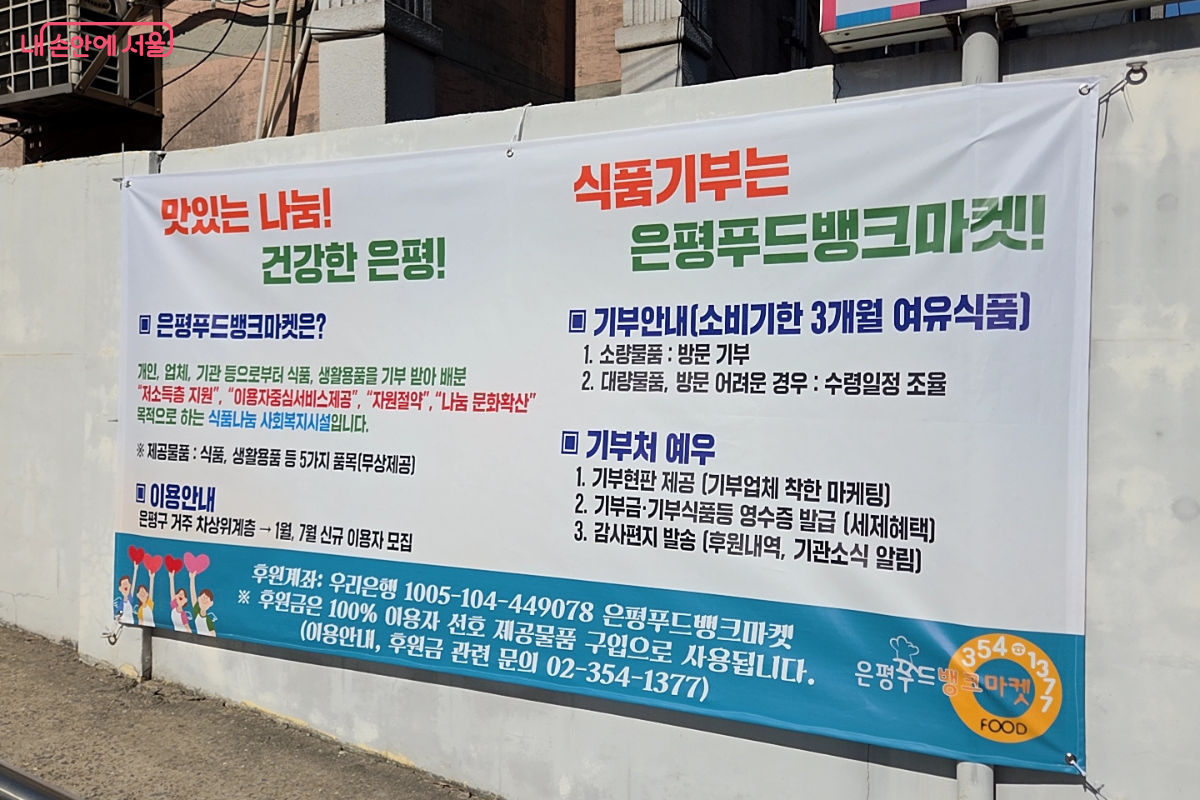 내 손안에 서울
맛있는 나눔!
건강한 은평!
▣ 은평푸드뱅크마켓은?
개인, 업체, 기관 등으로부터 식품, 생활용품을 기부 받아 배분
"저소득층 지원", "이용자중심서비스제공", "자원절약", "나눔 문화확산"
목적으로 하는 식품나눔 사회복지시설입니다.
※ 제공물품 : 식품, 생활용품 등 5가지 품목(무상제공)
▣ 이용안내
은평구 거주 차상위계층 → 1월, 7월 신규 이용자 모집
식품기부는
은평푸드뱅크마켓!
▣ 기부안내(소비기한 3개월 여유식품)
1. 소량물품 : 방문 기부
2. 대량물품, 방문 어려운 경우 : 수령일정 조율
▣ 기부처 예우
1. 기부현판 제공 (기부업체 착한 마케팅)
2. 기부금·기부식품등 영수증 발급 (세제혜택)
3. 감사편지 발송 (후원내역, 기관소식 알림)
후원계좌: 우리은행 1005-104-449078 은평푸드뱅크마켓
※ 후원금은 100% 이용자 선호 제공물품 구입으로 사용됩니다.
(이용안내, 후원금 관련 문의 02-354-1377)
은평푸드뱅크마켓
354☎1377
FOOD